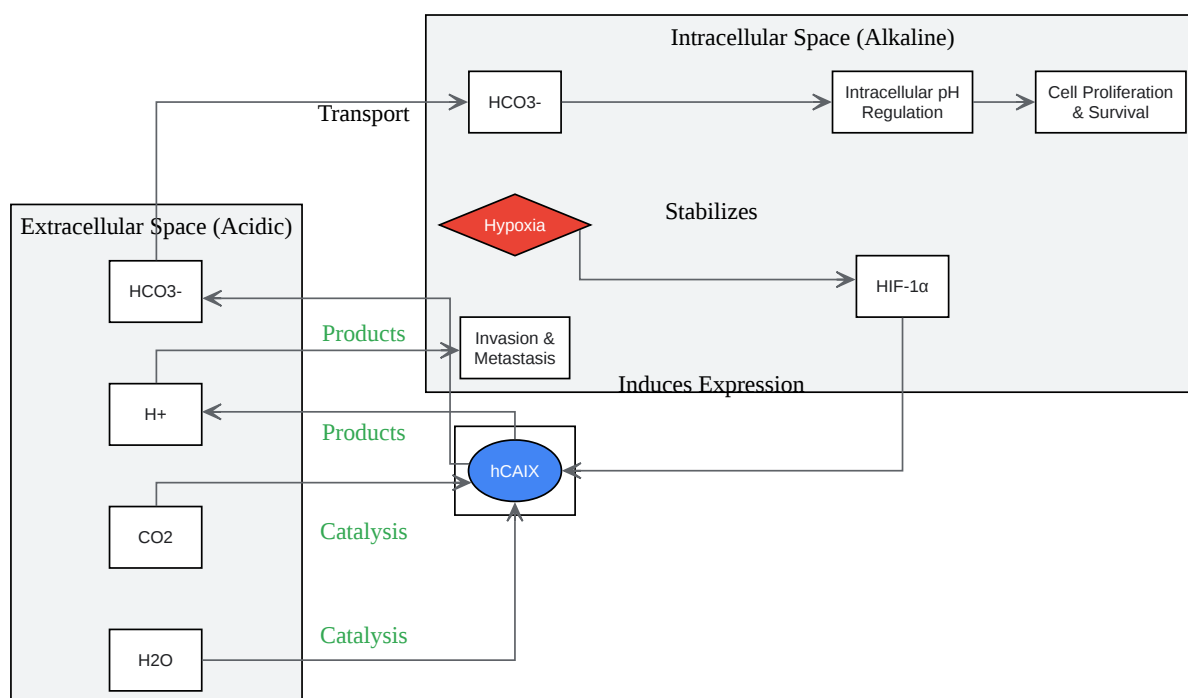 Intracellular Space (Alkaline)
HCO3-
Intracellular pH
Regulation
Cell Proliferation
& Survival
Transport
Hypoxia
Stabilizes
Extracellular Space (Acidic)
HCO3-
HIF-1α
Products
Invasion &
Metastasis
Induces Expression
H+
Products
hCAIX
CO2
Catalysis
H2O
Catalysis